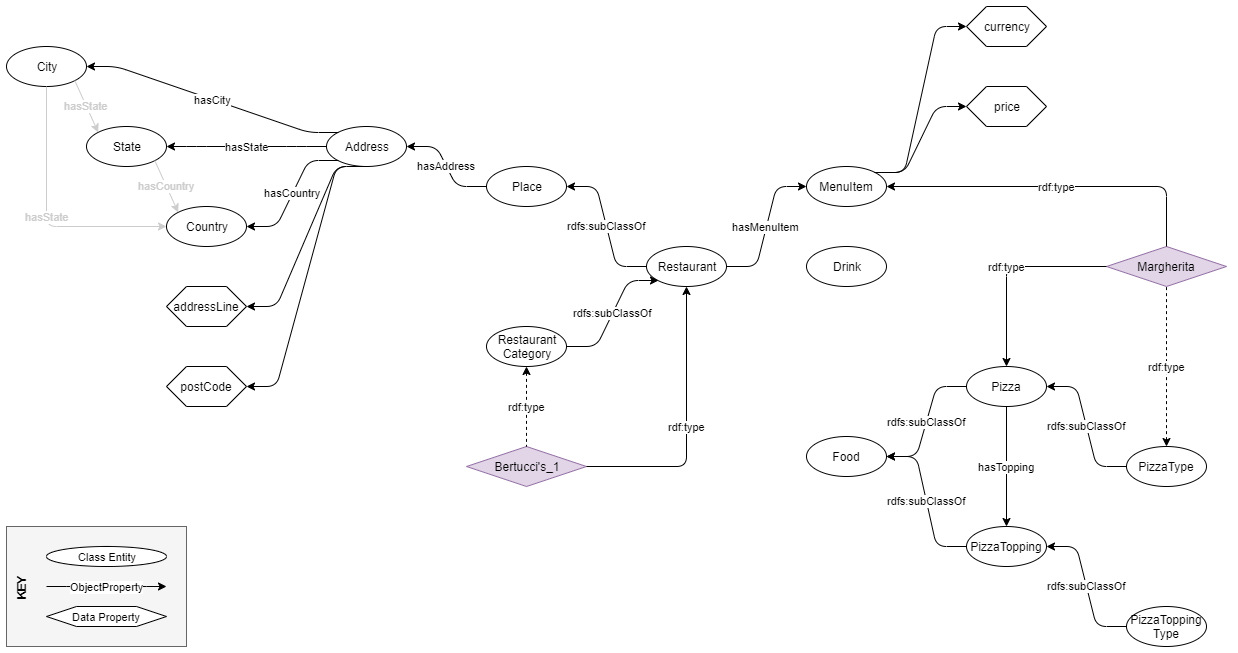 currency
City
hasCity
hasState
price
State
hasState
Address
hasAddress
hasCountry
hasCountry
Place
MenuItem
rdf:type
hasState
Country
rdfs:subClassOf
hasMenuItem
Restaurant
Drink
rdf:type
Margherita
addressLine
rdfs:subClassOf
Restaurant
Category
rdf:type
postCode
Pizza
rdf:type
rdfs:subClassOf
rdfs:subClassOf
rdf:type
Bertucci's_1
Food
hasTopping
PizzaType
rdfs:subClassOf
PizzaTopping
rdfs:subClassOf
PizzaTopping
Type
KEY
Class Entity
ObjectProperty
Data Property